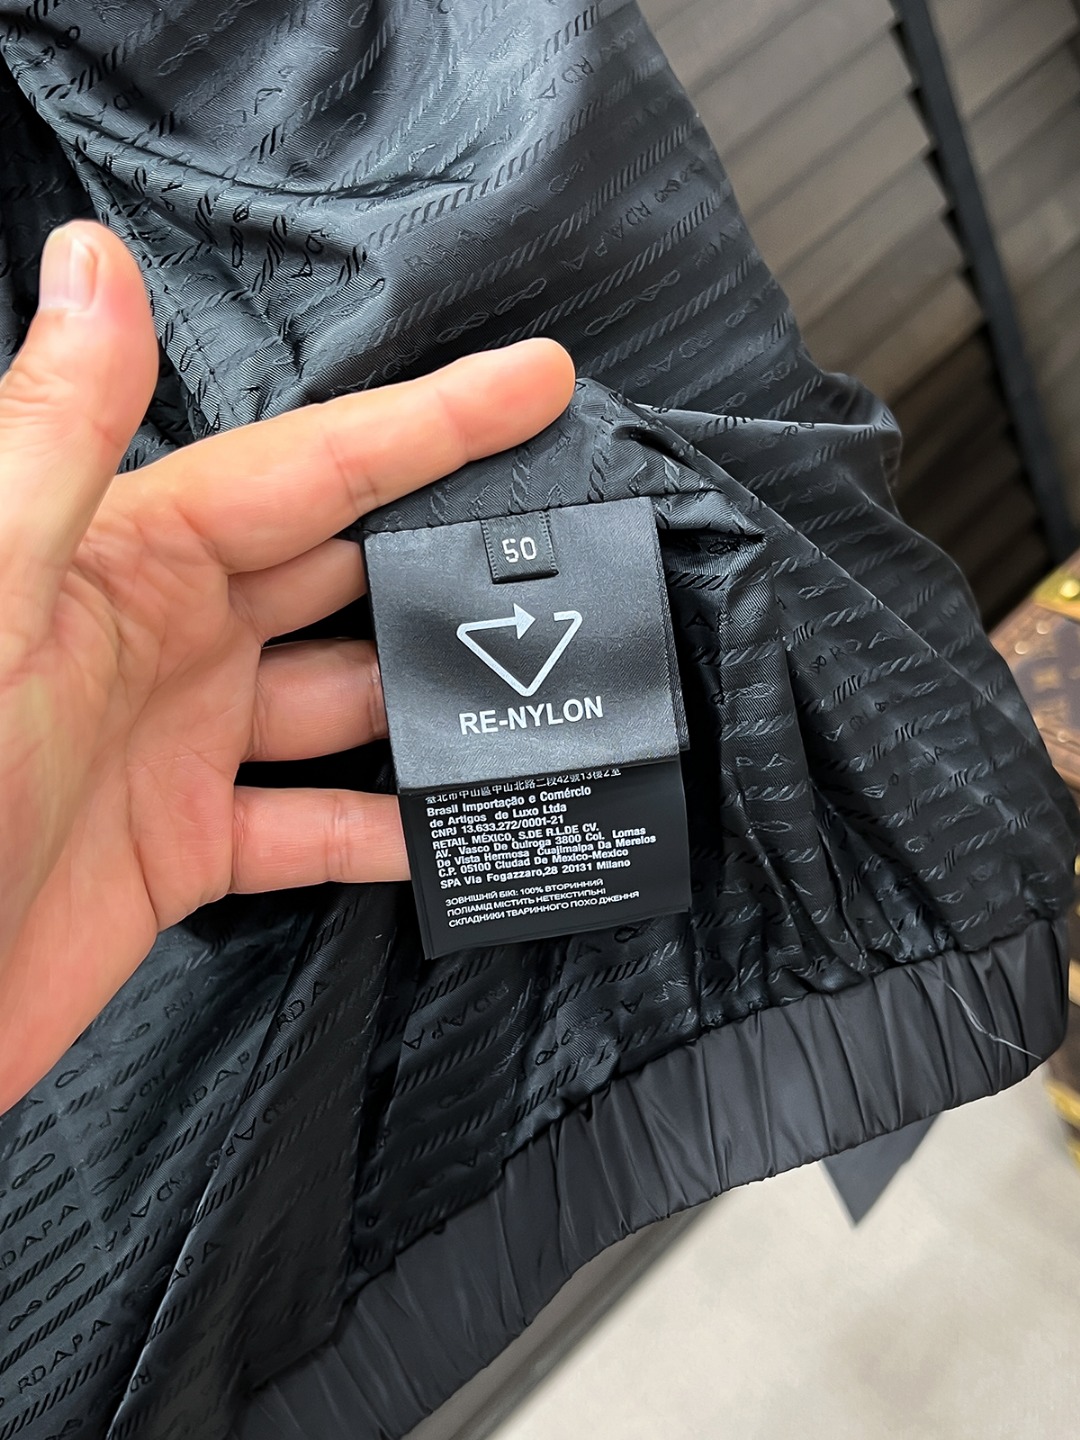 50
RE-NYLON
臺北市中山區中山北路二段42號13樓2室
Brasil Importação e Comércio
de Artigos de Luxo Ltda
CNPJ 13.633.272/0001-21
RETAIL MÉXICO, S.DE R.L.DE CV.
AV. Vasco De Quiroga 3800 Col. Lomas
De Vista Hermosa Cuajimalpa Da Merelos
C.P. 05100 Ciudad De Mexico-Mexico
SPA Via Fogazzaro,28 20131 Milano
ЗОВНІШНІЙ БІК: 100% ВТОРИННИЙ
ПОЛІАМІД МІСТИТЬ НЕТЕКСТИЛЬНІ
СКЛАДНИКИ ТВАРИННОГО ПОХО ДЖЕННЯ